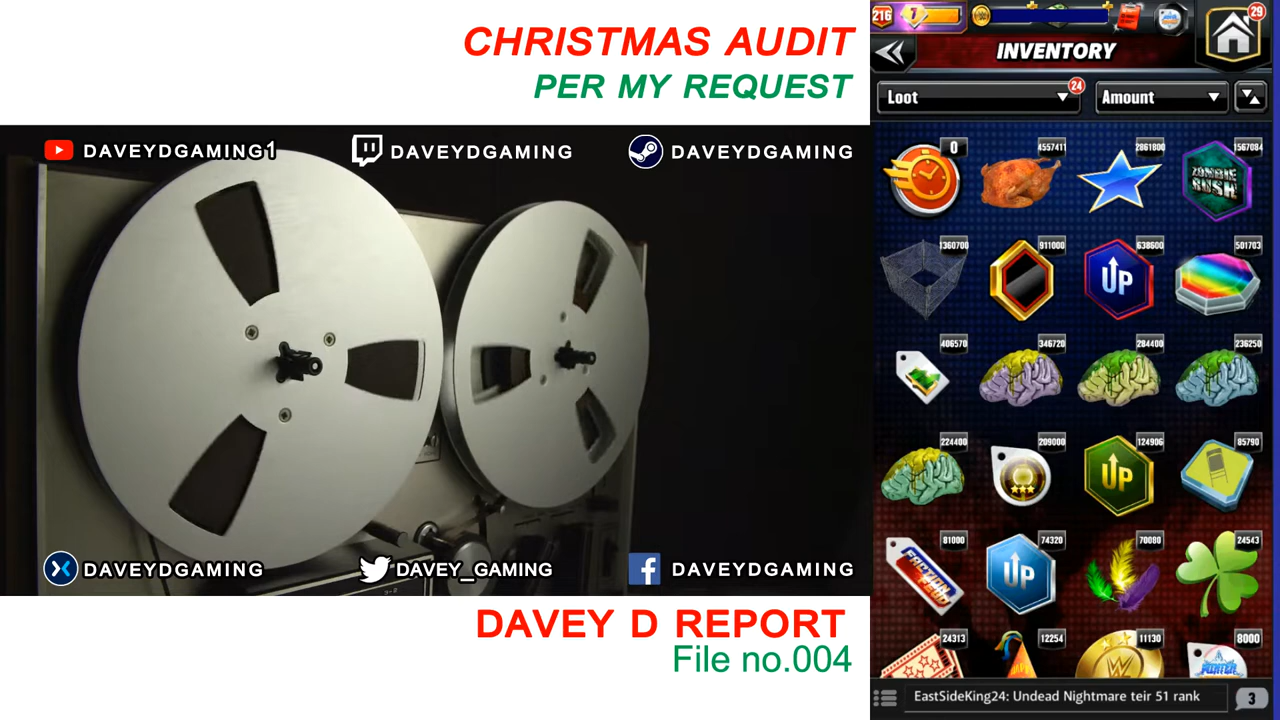 CHRISTMAS AUDIT
PER MY REQUEST
DAVEYDGAMING1
DAVEYDGAMING
DAVEYDGAMING
DAVEYDGAMING
DAVEY_GAMING
DAVEYDGAMING
DAVEY D REPORT
File no.004
216
7
29
INVENTORY
Loot
24
Amount
0
4557411
2861800
1567084
ZOMBIE RUSH
1360700
911000
638600
501703
UP
406570
346720
284400
236250
224400
209000
124906
85790
UP
81000
74320
70080
24543
FACTION
UP
24313
12254
11130
8000
W
EastSideKing24: Undead Nightmare teir 51 rank
3